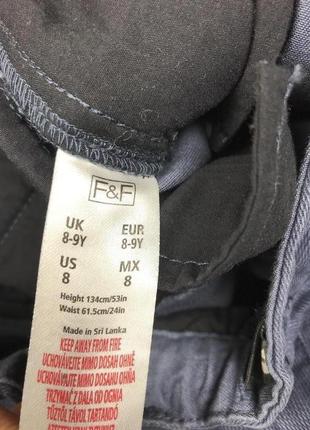 F&F
UK EUR
8-9Y 8-9Y
US MX
8 8
Height 134cm/53in
Waist 61.5cm/24in
Made in Sri Lanka
KEEP AWAY FROM FIRE
UCHOVÁVEJTE MIMO DOSAH OHNĚ
UCHOVÁVAJTE MIMO DOSAHU OHŇA
TRZYMAĆ Z DALA OD OGNIA
TŰZTŐL TÁVOL TARTANDÓ